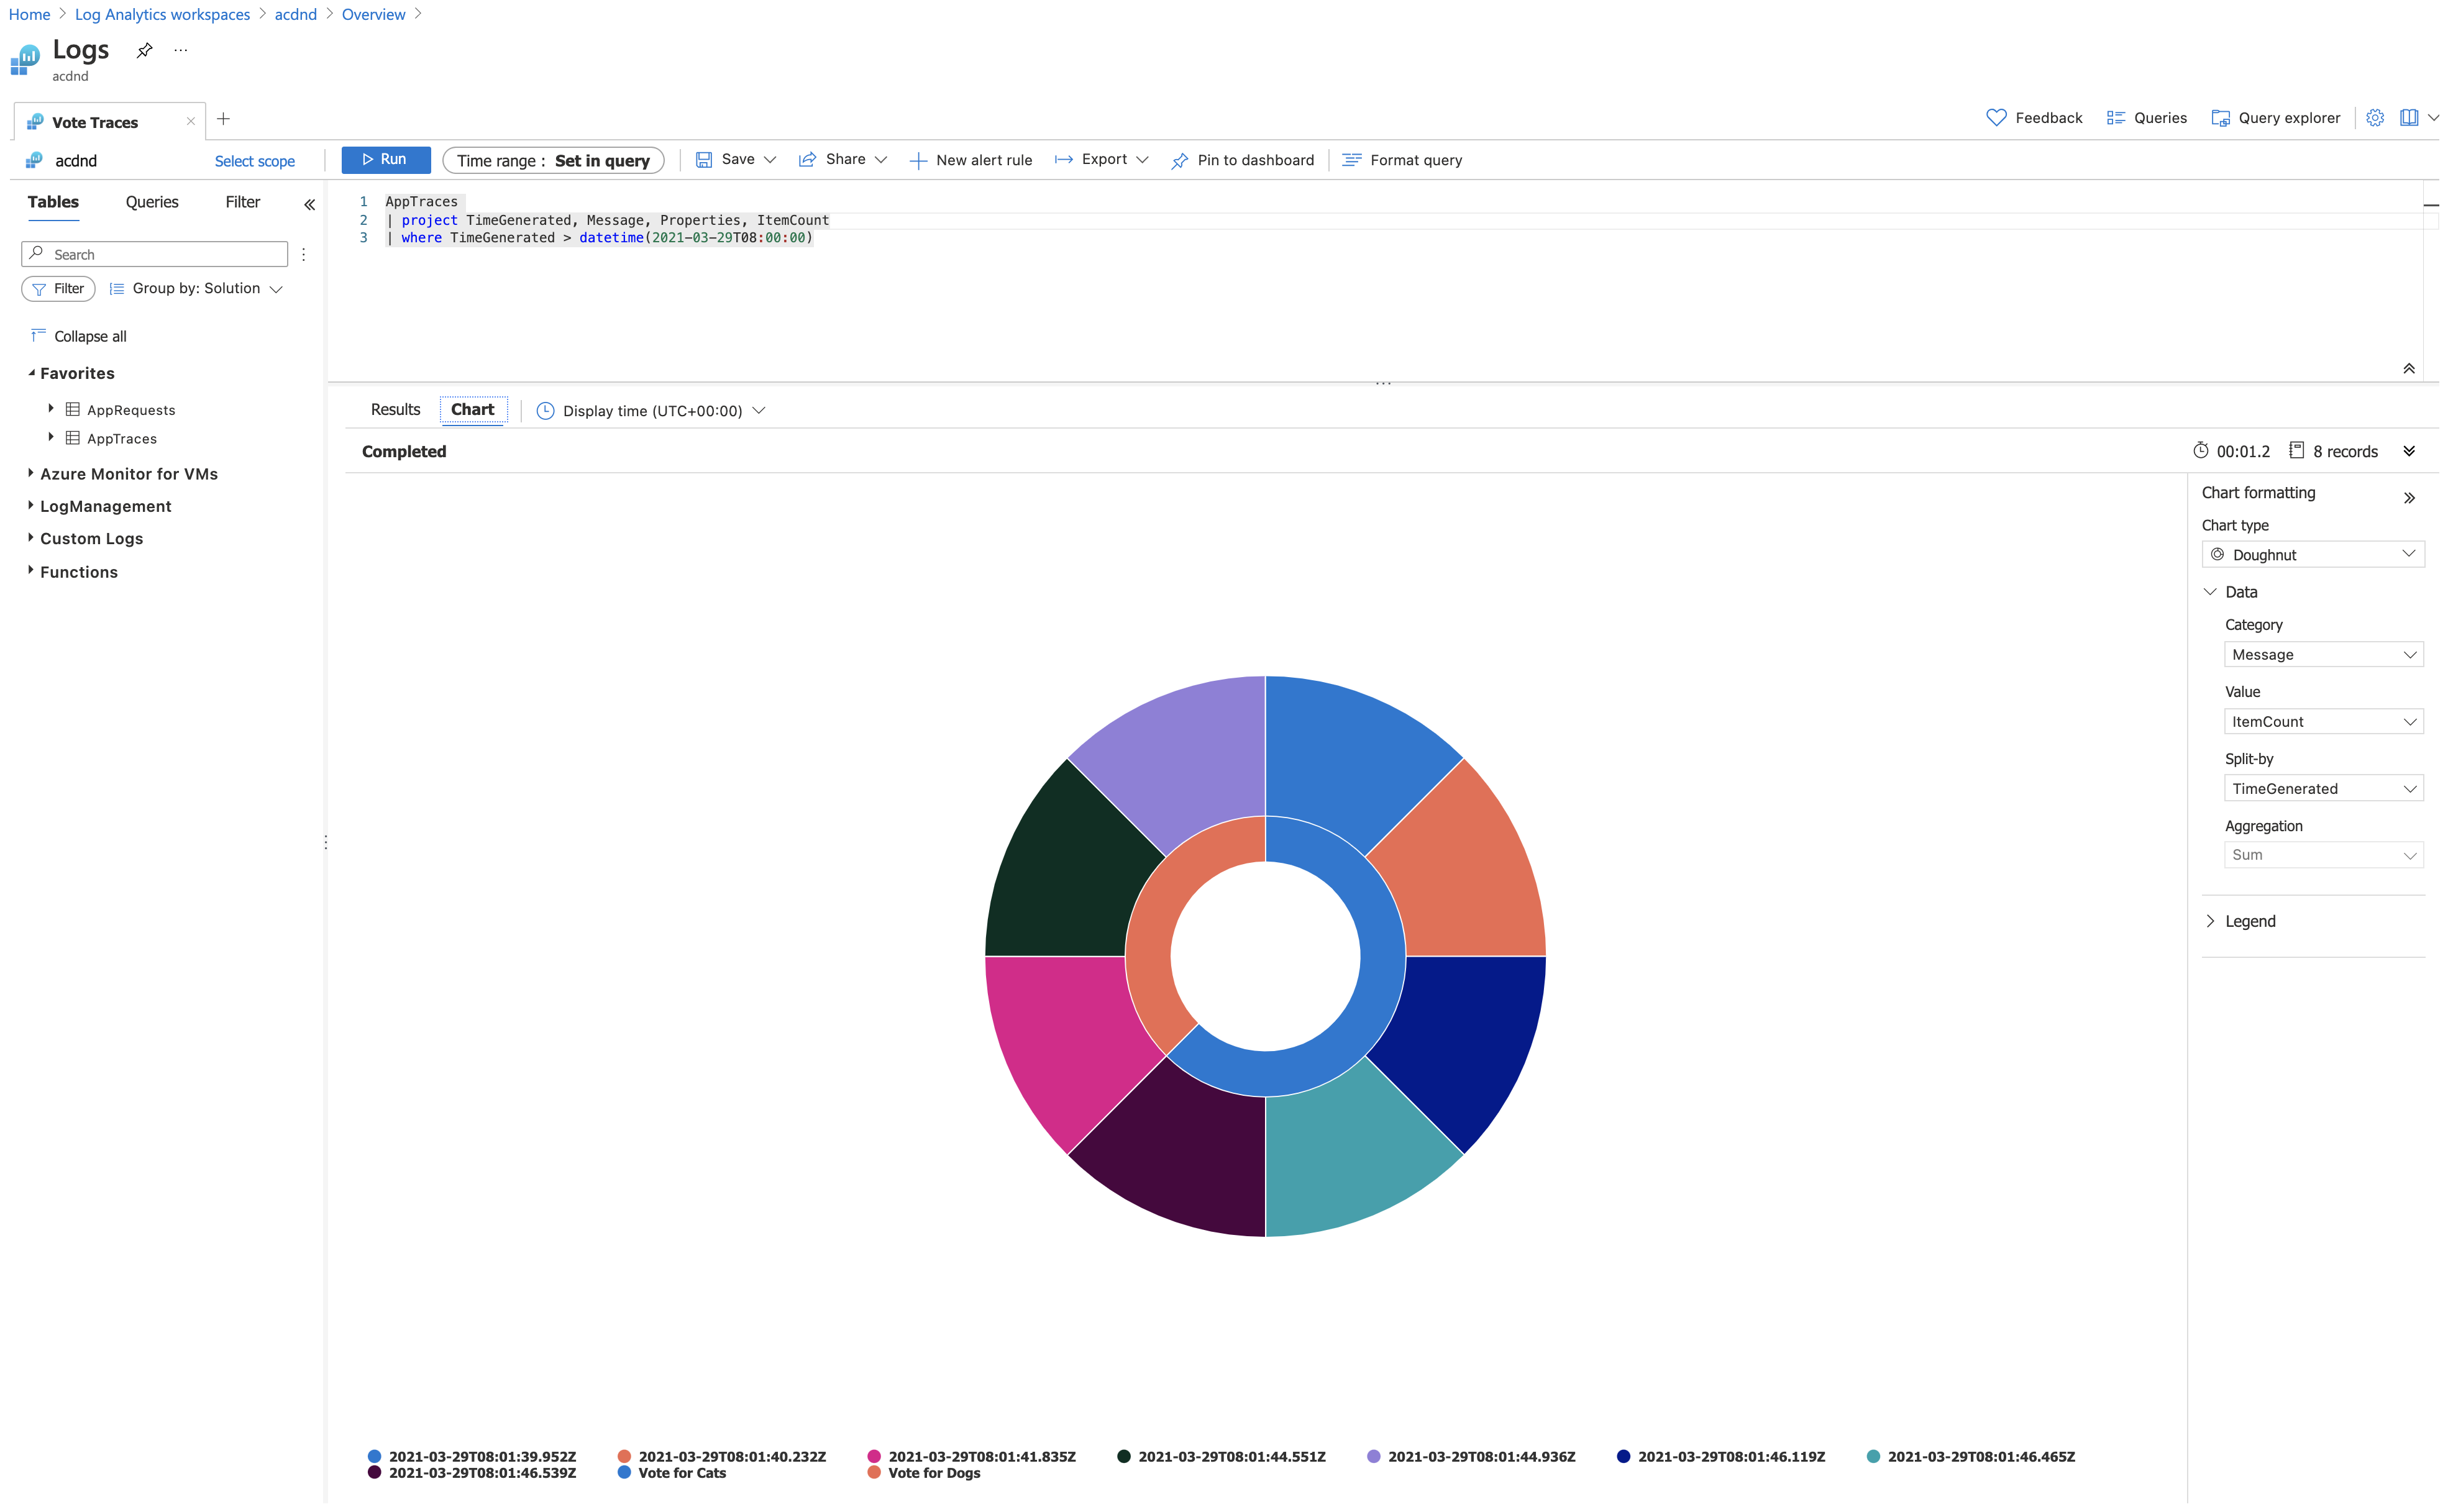 Home > Log Analytics workspaces > acdnd > Overview >
Logs ...
acdnd
Vote Traces × +
Feedback Queries Query explorer
acdnd Select scope
Run Time range : Set in query Save Share New alert rule Export Pin to dashboard Format query
Tables Queries Filter «
Search
Filter Group by: Solution
Collapse all
Favorites
AppRequests
AppTraces
Azure Monitor for VMs
LogManagement
Custom Logs
Functions
1 AppTraces
2 | project TimeGenerated, Message, Properties, ItemCount
3 | where TimeGenerated > datetime(2021-03-29T08:00:00)
Results Chart Display time (UTC+00:00)
Completed 00:01.2 8 records
Chart formatting »
Chart type
Doughnut
Data
Category
Message
Value
ItemCount
Split-by
TimeGenerated
Aggregation
Sum
Legend
2021-03-29T08:01:39.952Z 2021-03-29T08:01:40.232Z 2021-03-29T08:01:41.835Z 2021-03-29T08:01:44.551Z 2021-03-29T08:01:44.936Z 2021-03-29T08:01:46.119Z 2021-03-29T08:01:46.465Z
2021-03-29T08:01:46.539Z Vote for Cats Vote for Dogs